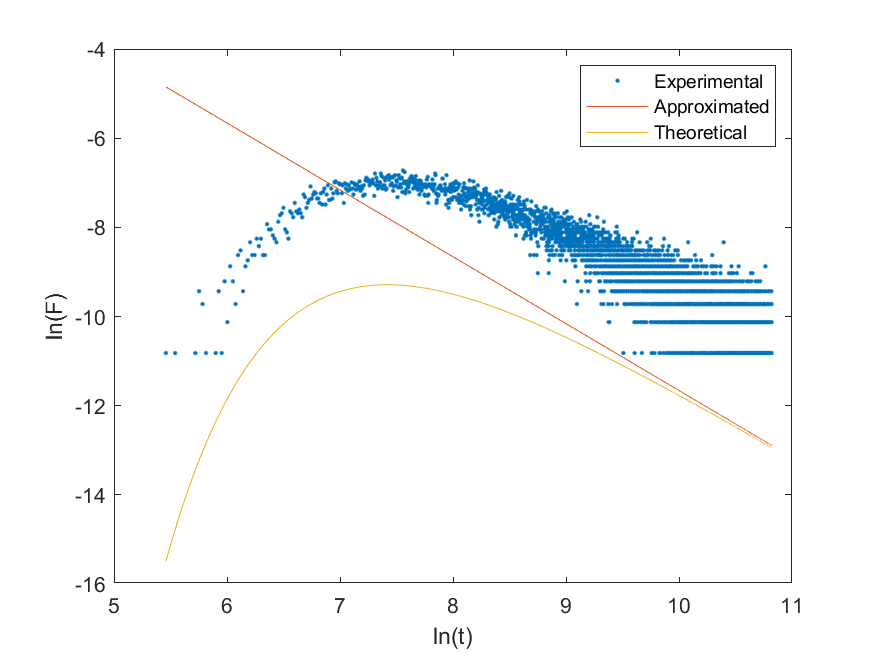 -4
Experimental
Approximated
Theoretical
-6
-8
ln(F)
-10
-12
-14
-16
5 6 7 8 9 10 11
ln(t)